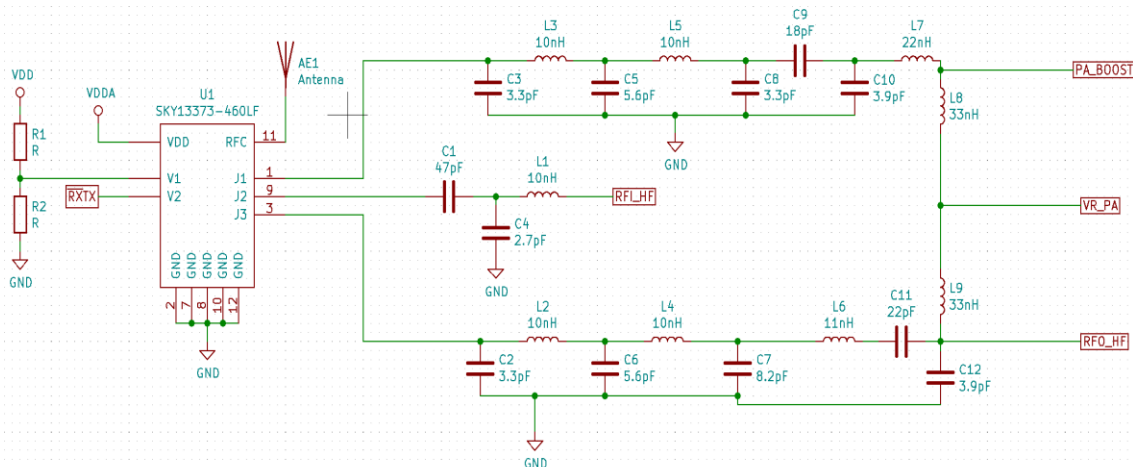 C9
18pF
L3
10nH
L5
10nH
L7
22nH
AE1
Antenna
C3
3.3pF
C5
5.6pF
C8
3.3pF
C10
3.9pF
PA_BOOST
VDD
VDDA
U1
SKY13373-460LF
L8
33nH
R1
R
VDD
RFC
11
GND
C1
47pF
L1
10nH
V1
J1
1
RXTX
V2
J2
9
RFI_HF
J3
3
VR_PA
R2
R
C4
2.7pF
GND
GND
GND
GND
GND
GND
GND
2
7
8
10
12
L9
33nH
L2
10nH
L4
10nH
L6
11nH
C11
22pF
RFO_HF
GND
C2
3.3pF
C6
5.6pF
C7
8.2pF
C12
3.9pF
GND